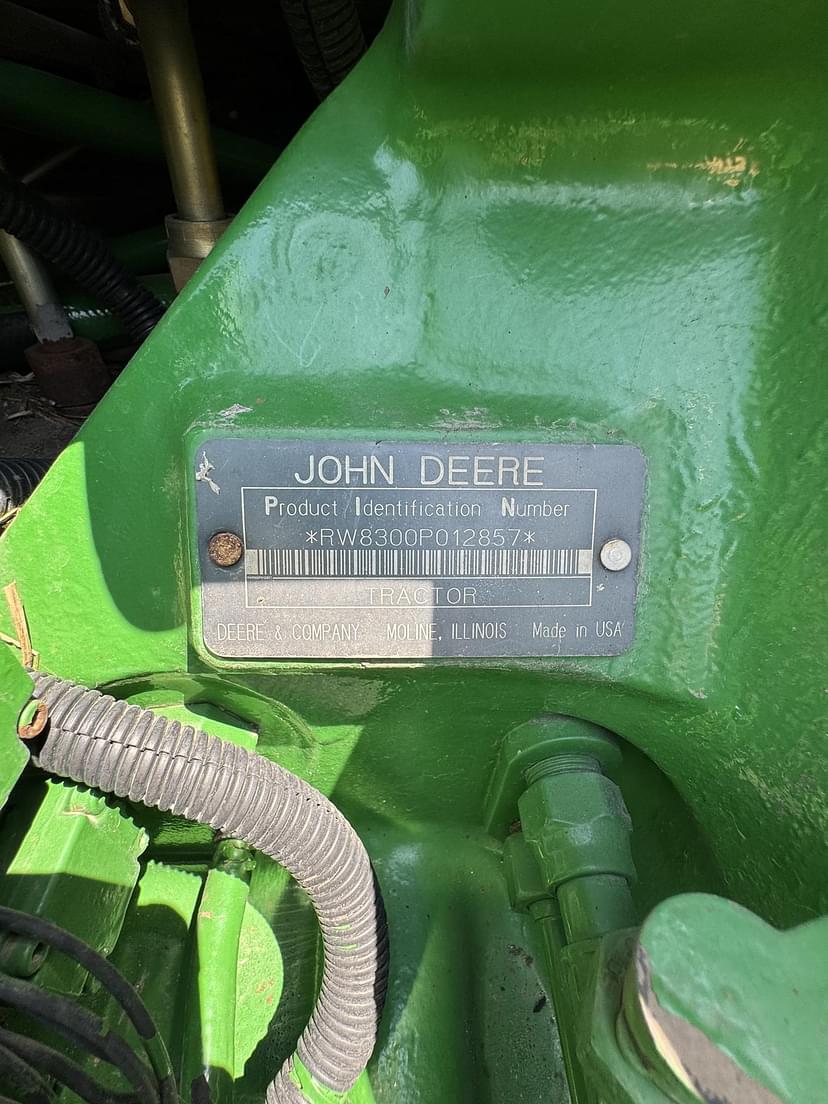 JOHN DEERE
Product Identification Number
*RW8300P012857*
TRACTOR
DEERE & COMPANY MOLINE, ILLINOIS Made in USA